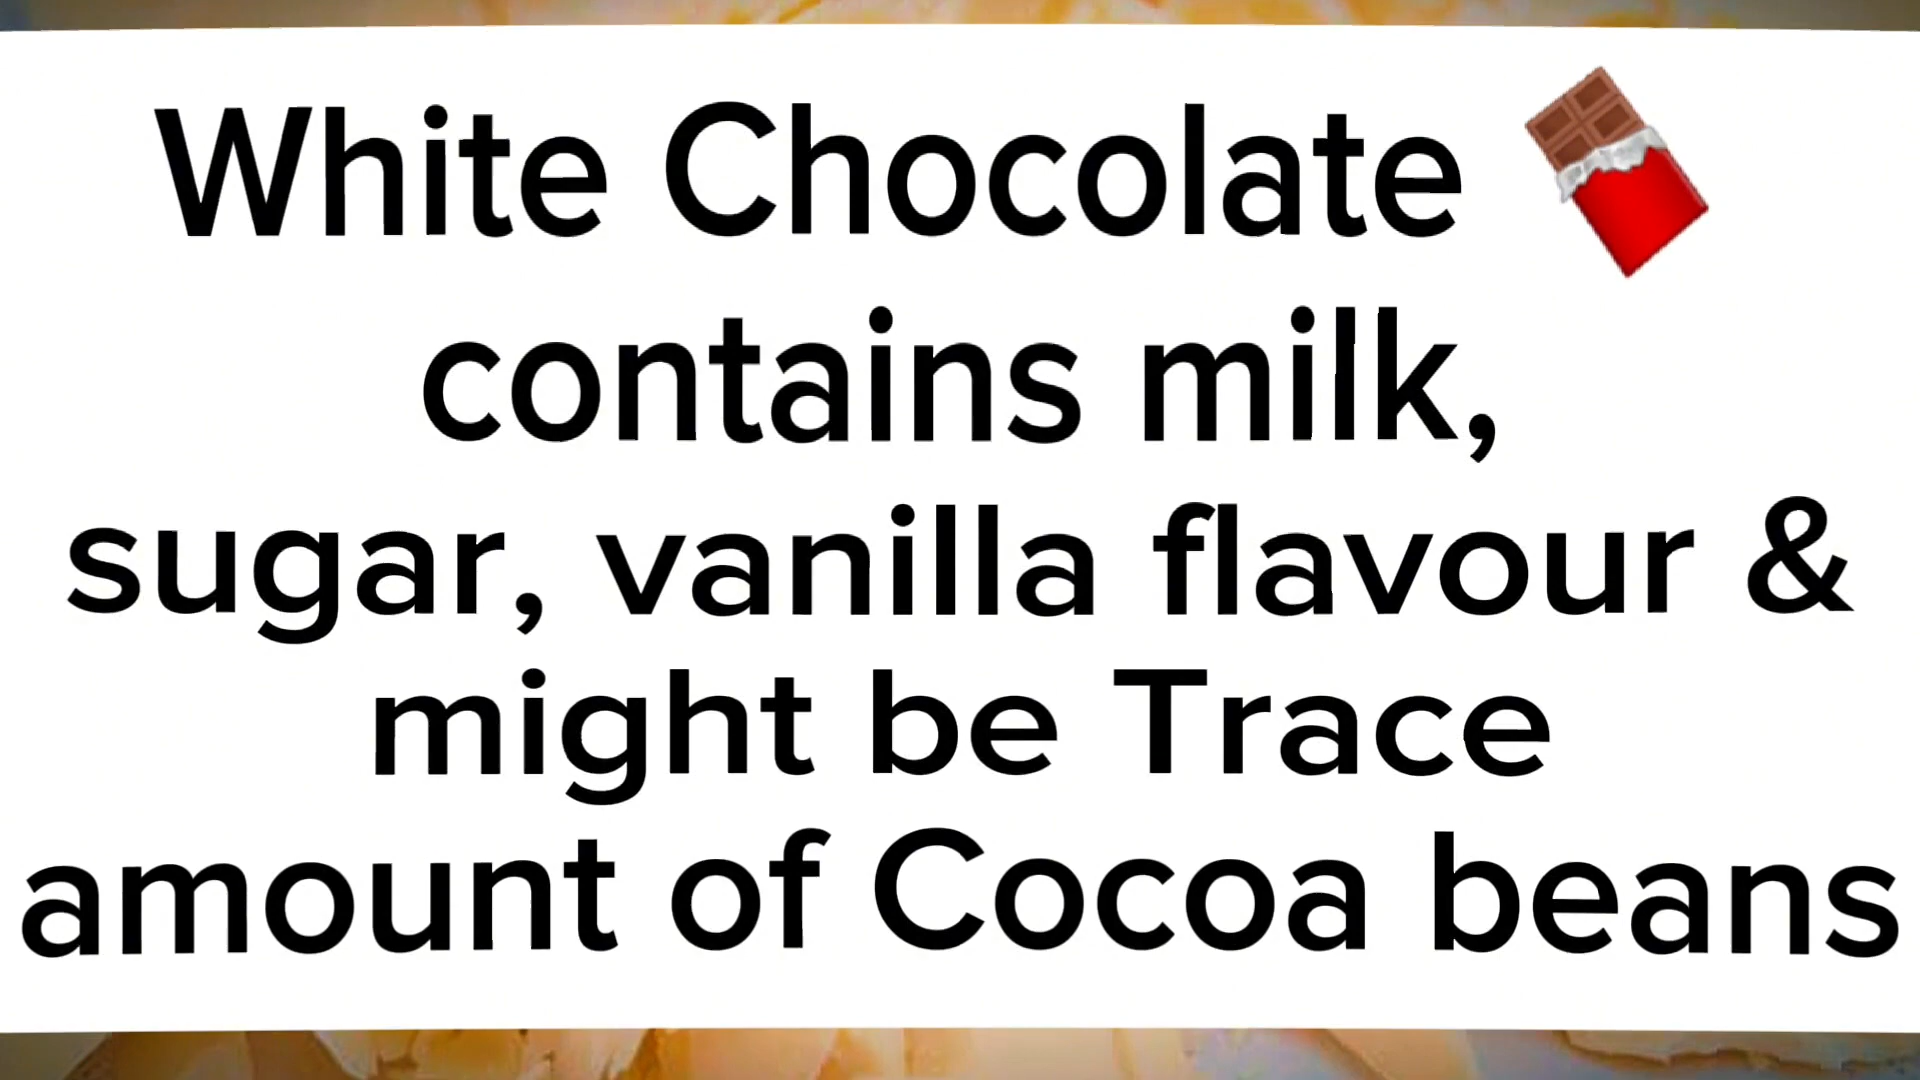 White Chocolate 🍫
contains milk,
sugar, vanilla flavour &
might be Trace
amount of Cocoa beans